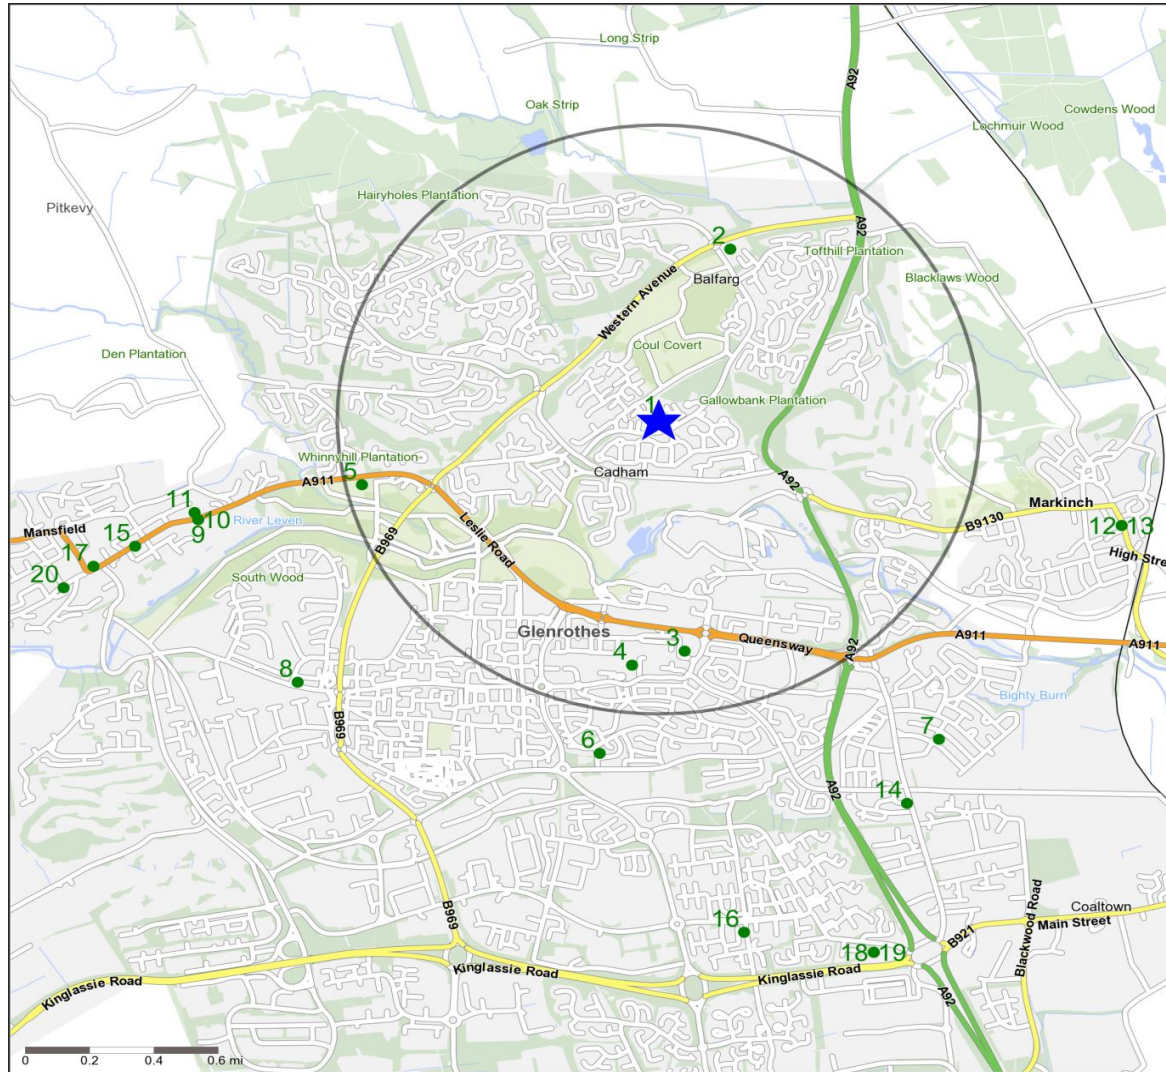 Long Strip
A92
Cowdens Wood
Oak Strip
Lochmuir Wood
Hairyholes Plantation
Pitkevy
A92
2
Tofthill Plantation
Balfarg
Blacklaws Wood
Western Avenue
Coul Covert
Den Plantation
1
Gallowbank Plantation
Whinnyhill Plantation
5
A911
Cadham
A92
11
10
9
Mansfield
River Leven
Markinch
B9130
12
13
15
17
Leslie Road
B969
High Stre
20
South Wood
Glenrothes
3
Queensway
A92
A911
A911
4
8
B969
Bighty Burn
6
7
A92
14
16
B969
18
19
B921
Blackwood Road
Coaltown
Main Street
Kinglassie Road
Kinglassie Road
Kinglassie Road
A92
0
0.2
0.4
0.6 mi